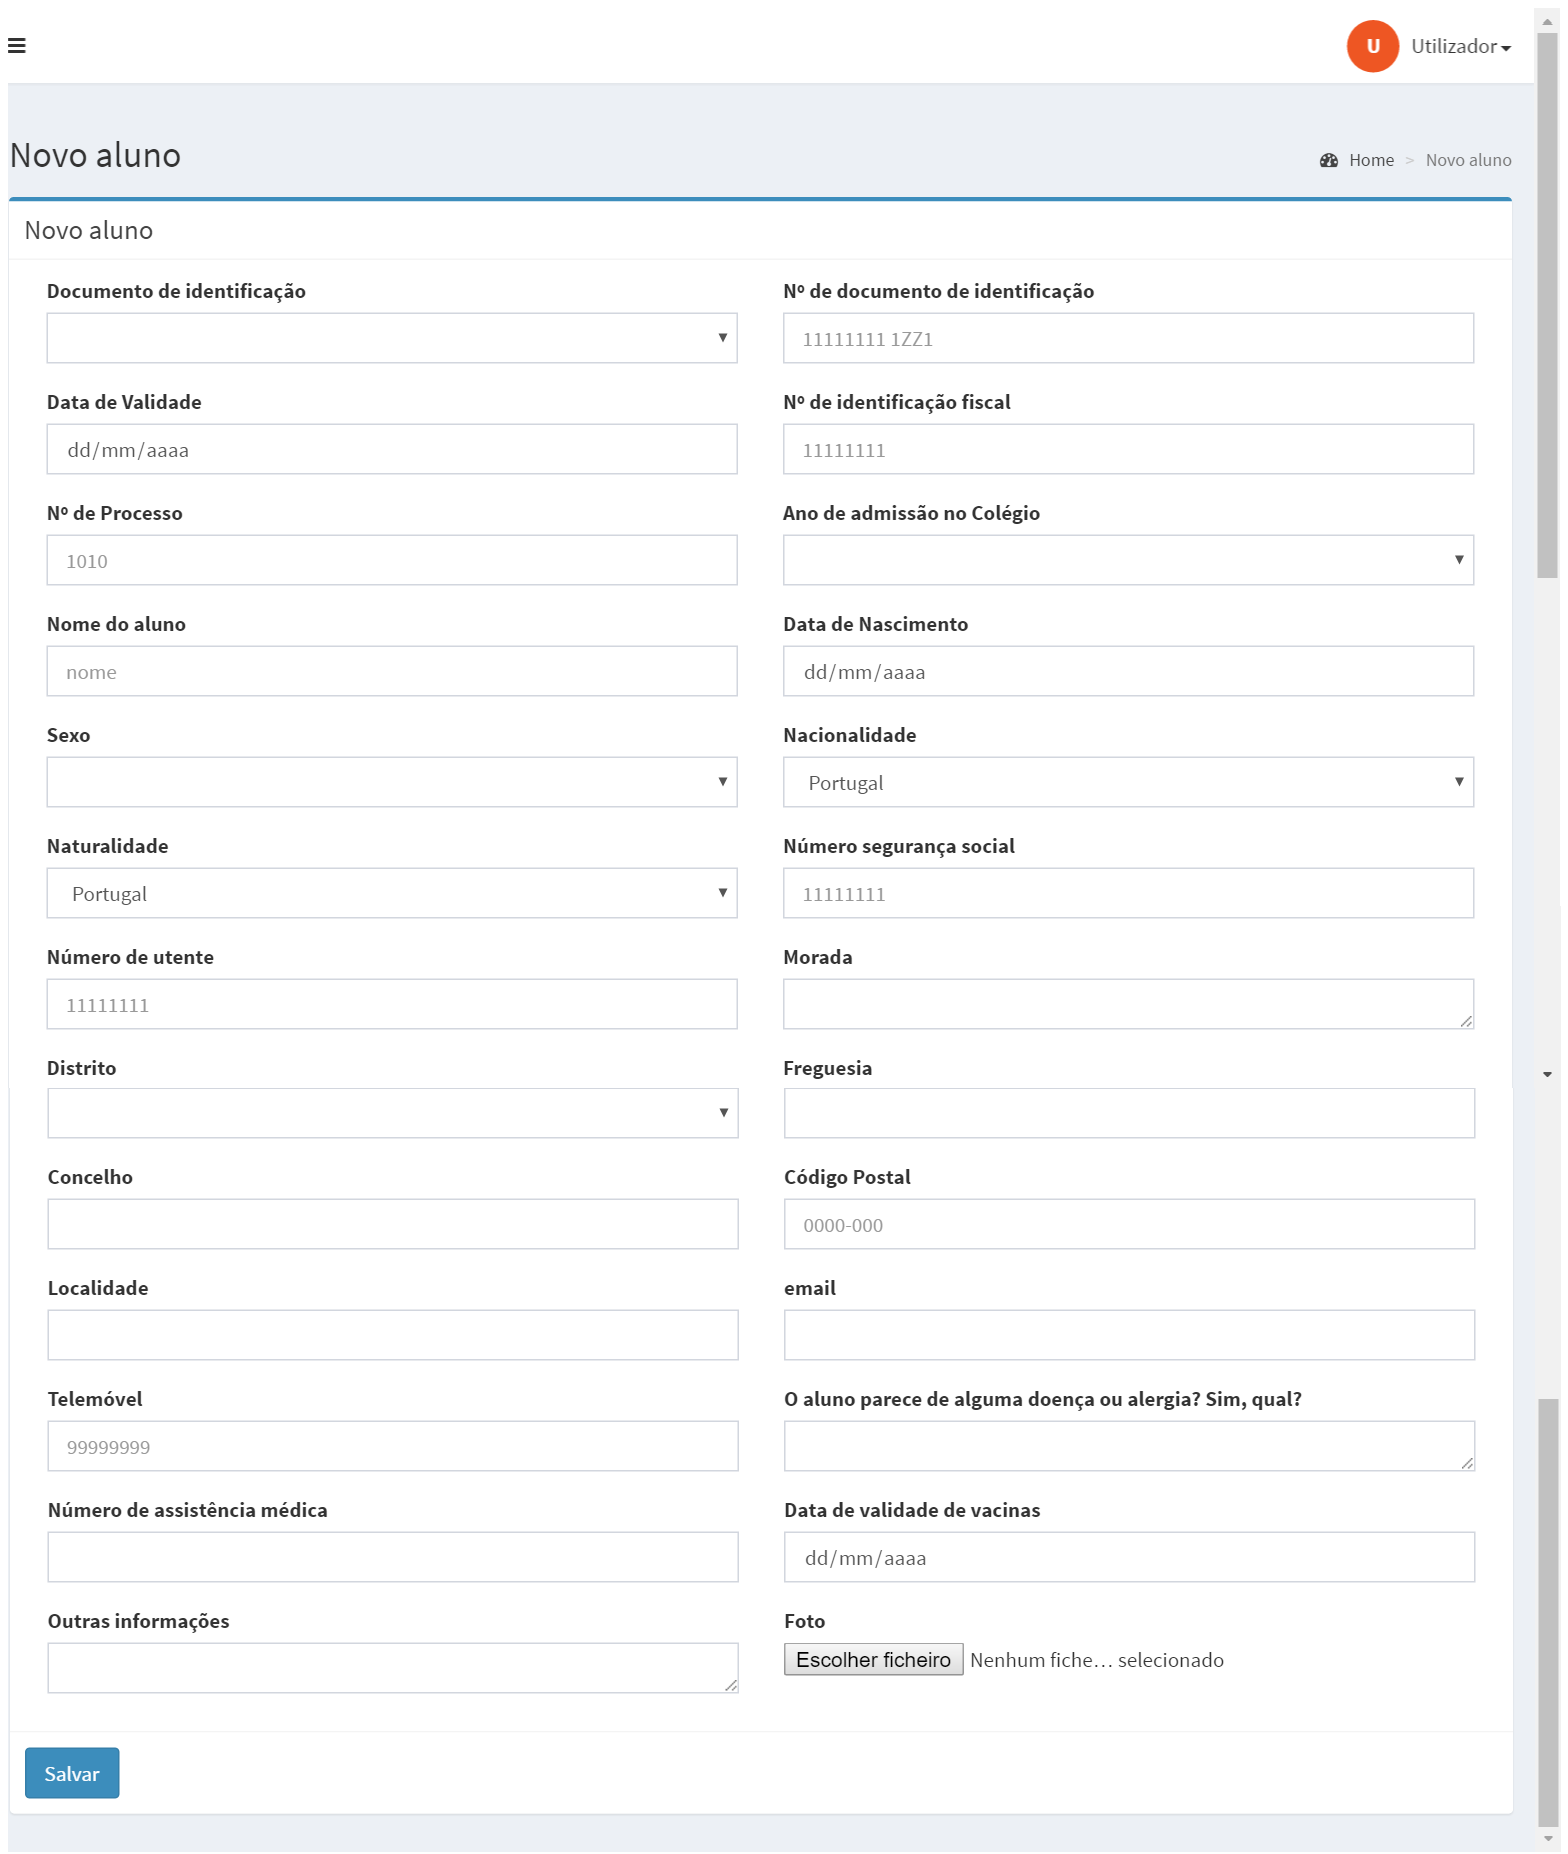 U Utilizador
Novo aluno
Home > Novo aluno
Novo aluno
Documento de identificação Nº de documento de identificação
11111111 1ZZ1
Data de Validade Nº de identificação fiscal
dd/mm/aaaa 11111111
Nº de Processo Ano de admissão no Colégio
1010
Nome do aluno Data de Nascimento
nome dd/mm/aaaa
Sexo Nacionalidade
Portugal
Naturalidade Número segurança social
Portugal 11111111
Número de utente Morada
11111111
Distrito Freguesia
Concelho Código Postal
0000-000
Localidade email
Telemóvel O aluno parece de alguma doença ou alergia? Sim, qual?
99999999
Número de assistência médica Data de validade de vacinas
dd/mm/aaaa
Outras informações Foto
Escolher ficheiro Nenhum fiche... selecionado
Salvar